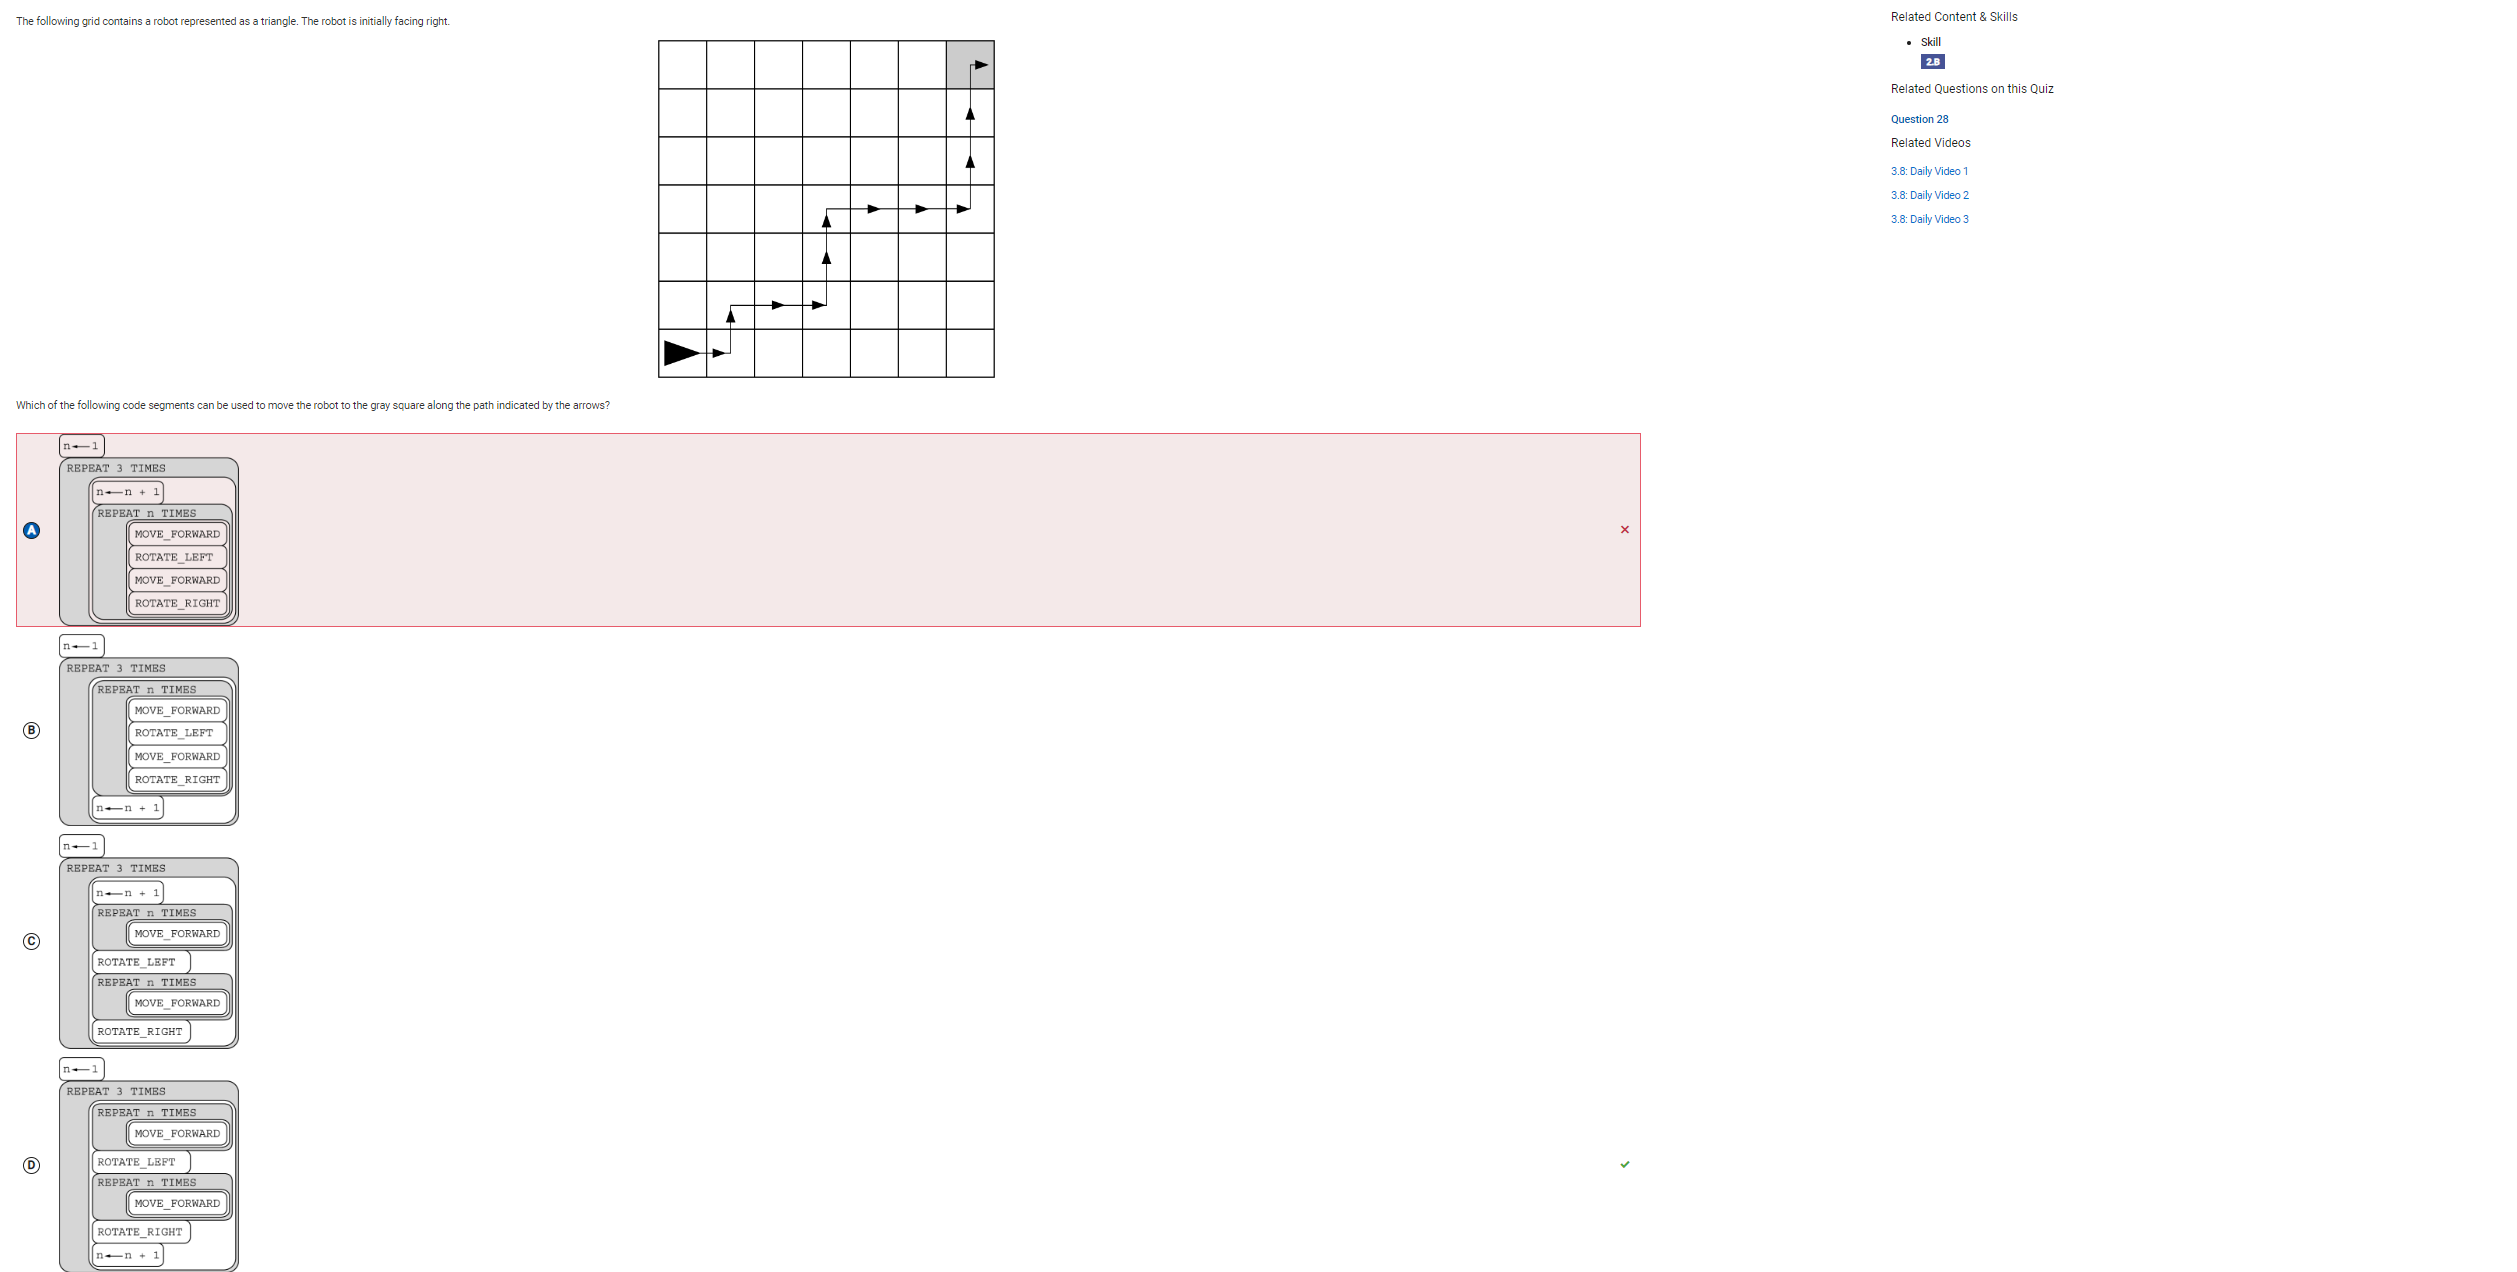 The following grid contains a robot represented as a triangle. The robot is initially facing right.
Which of the following code segments can be used to move the robot to the gray square along the path indicated by the arrows?
A
n←1
REPEAT 3 TIMES
n←n + 1
REPEAT n TIMES
MOVE_FORWARD
ROTATE_LEFT
MOVE_FORWARD
ROTATE_RIGHT
B
n←1
REPEAT 3 TIMES
REPEAT n TIMES
MOVE_FORWARD
ROTATE_LEFT
MOVE_FORWARD
ROTATE_RIGHT
n←n + 1
C
n←1
REPEAT 3 TIMES
n←n + 1
REPEAT n TIMES
MOVE_FORWARD
ROTATE_LEFT
REPEAT n TIMES
MOVE_FORWARD
ROTATE_RIGHT
D
n←1
REPEAT 3 TIMES
REPEAT n TIMES
MOVE_FORWARD
ROTATE_LEFT
REPEAT n TIMES
MOVE_FORWARD
ROTATE_RIGHT
n←n + 1
Related Content & Skills
• Skill
2.B
Related Questions on this Quiz
Question 28
Related Videos
3.8: Daily Video 1
3.8: Daily Video 2
3.8: Daily Video 3